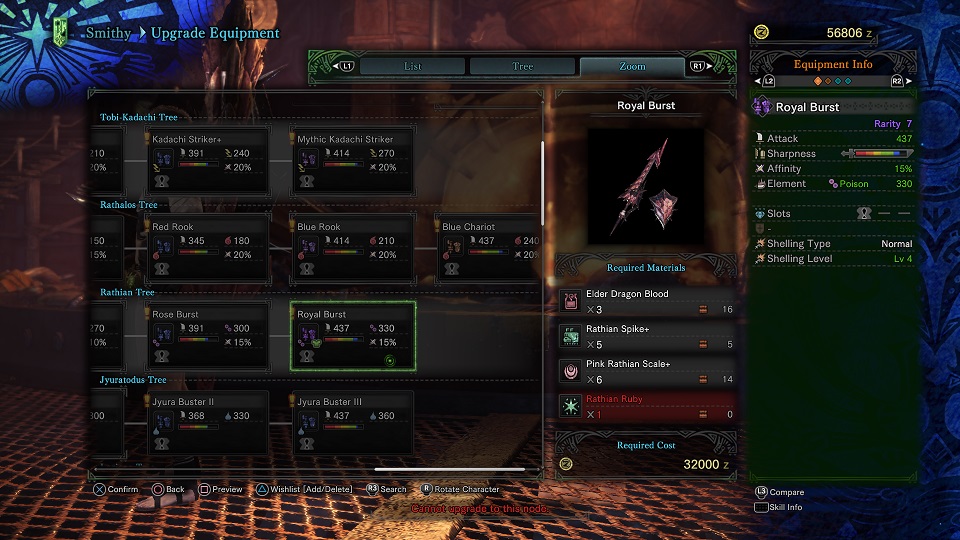 Smithy Upgrade Equipment
56806 z
L1 List Tree Zoom R1
Equipment Info
L2 R2
Tobi-Kadachi Tree
210
20%
Kadachi Striker+
391 240
20%
Mythic Kadachi Striker
414 270
20%
Rathalos Tree
150
15%
Red Rook
345 180
20%
Blue Rook
414 210
20%
Blue Chariot
437 240
20%
Rathian Tree
270
10%
Rose Burst
391 300
15%
Royal Burst
437 330
15%
Jyuratodus Tree
300
Jyura Buster II
368 330
Jyura Buster III
437 360
Royal Burst
Required Materials
Elder Dragon Blood
X 3 16
Rathian Spike+
X 5 5
Pink Rathian Scale+
X 6 14
Rathian Ruby
X 1 0
Required Cost
32000 z
Royal Burst
Rarity 7
Attack 437
Sharpness
Affinity 15%
Element Poison 330
Slots — —
-
Shelling Type Normal
Shelling Level Lv 4
Confirm Back Preview Wishlist [Add/Delete] R3 Search R Rotate Character
Cannot upgrade to this node.
L3 Compare
Skill Info